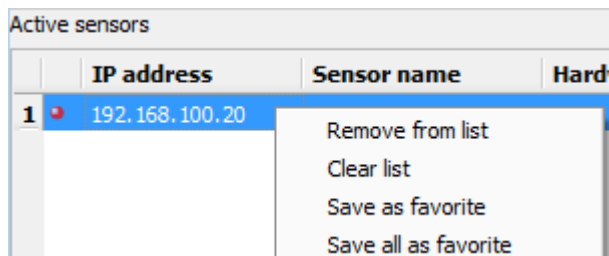 Active sensors
IP address Sensor name Hard
1 192.168.100.20
Remove from list
Clear list
Save as favorite
Save all as favorite